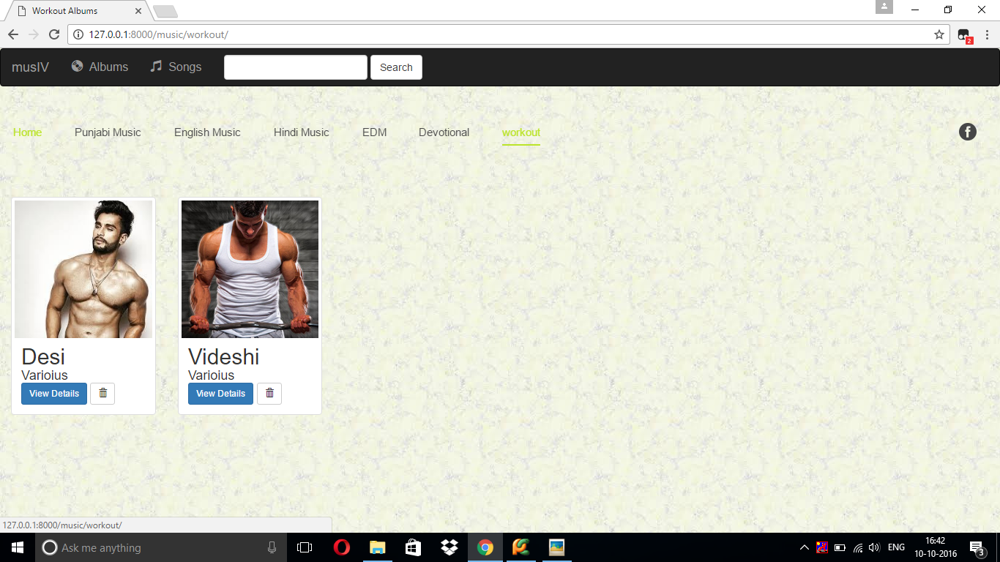 Workout Albums
127.0.0.1:8000/music/workout/
2
musIV Albums Songs Search
Home Punjabi Music English Music Hindi Music EDM Devotional workout f
Desi
Varioius
View Details
Videshi
Varioius
View Details
127.0.0.1:8000/music/workout/
Ask me anything
ENG
16:42
10-10-2016
3